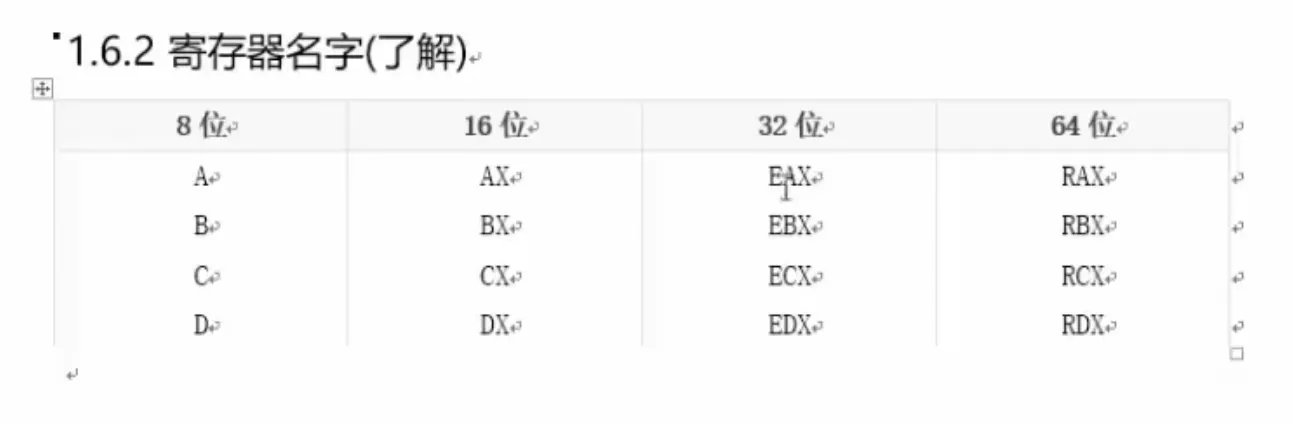 1.6.2 寄存器名字(了解)
8 位 16 位 32 位 64 位
A AX EAX RAX
B BX EBX RBX
C CX ECX RCX
D DX EDX RDX